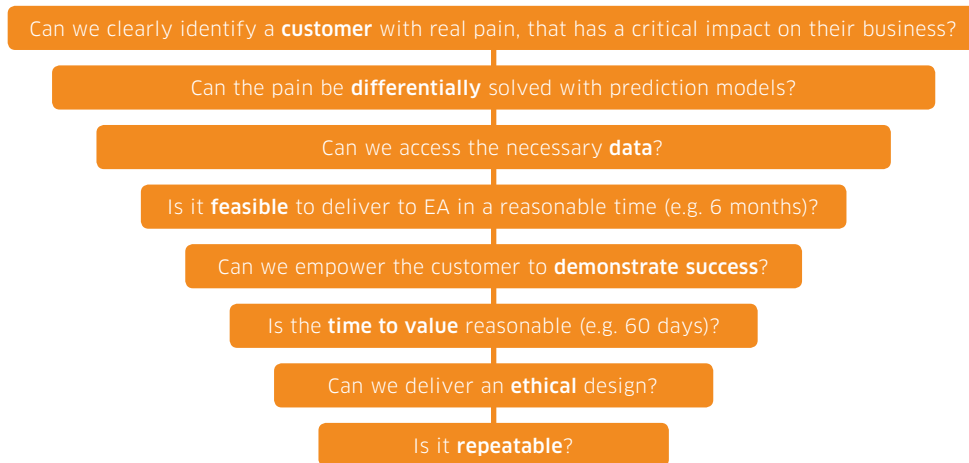 Can we clearly identify a customer with real pain, that has a critical impact on their business?
Can the pain be differentially solved with prediction models?
Can we access the necessary data?
Is it feasible to deliver to EA in a reasonable time (e.g. 6 months)?
Can we empower the customer to demonstrate success?
Is the time to value reasonable (e.g. 60 days)?
Can we deliver an ethical design?
Is it repeatable?